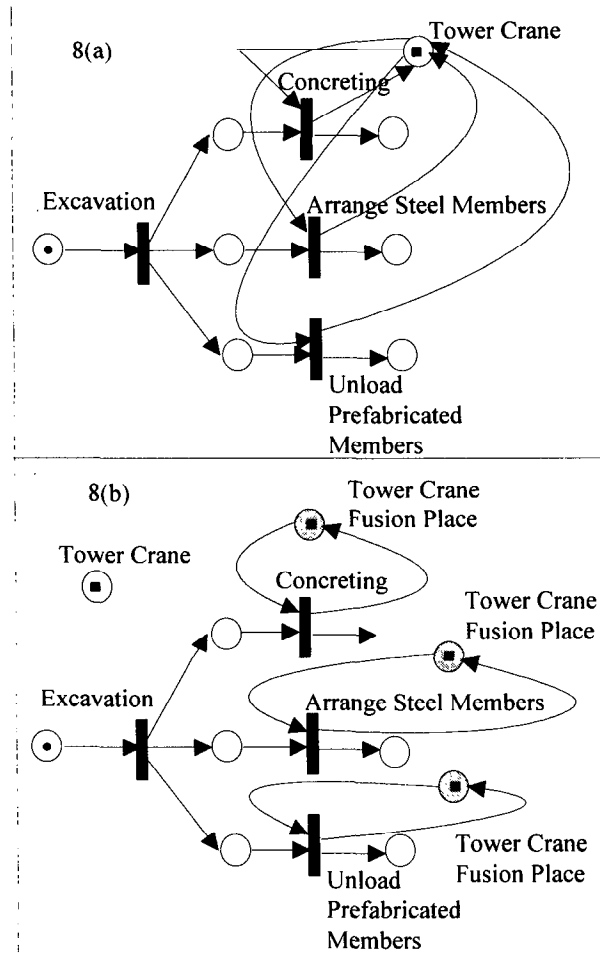 8(a)
Tower Crane
Concreting
Excavation
Arrange Steel Members
Unload
Prefabricated
Members
8(b)
Tower Crane
Fusion Place
Tower Crane
Concreting
Tower Crane
Fusion Place
Excavation
Arrange Steel Members
Tower Crane
Fusion Place
Unload
Prefabricated
Members